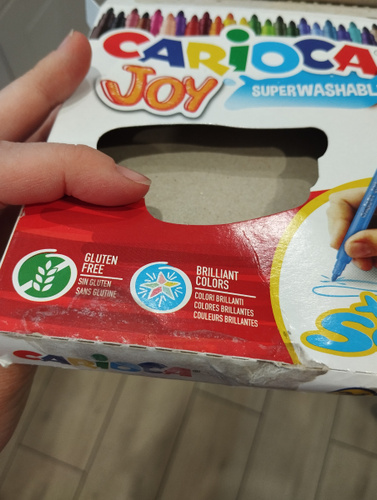 CARIOCA
JOY
SUPERWASHABL
GLUTEN
FREE
SIN GLUTEN
SANS GLUTINE
BRILLIANT
COLORS
COLORI BRILLANTI
COLORES BRILLANTES
COULEURS BRILLANTES
CARIOCA